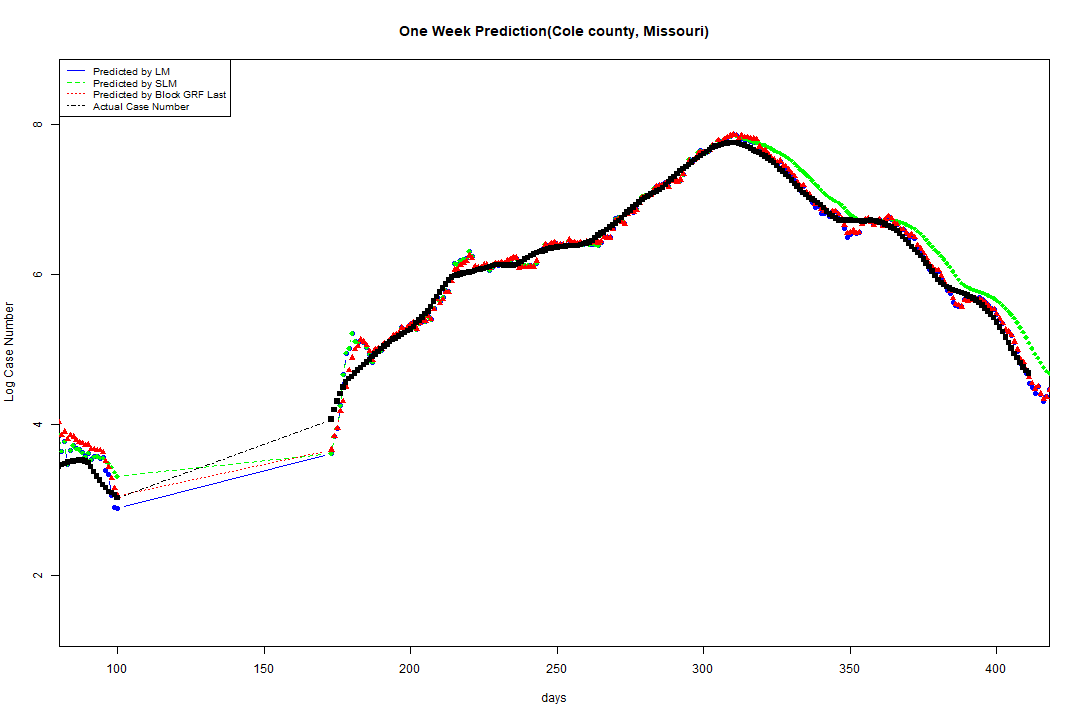 One Week Prediction(Cole county, Missouri)
Predicted by LM
Predicted by SLM
Predicted by Block GRF Last
Actual Case Number
8
6
4
2
Log Case Number
100 150 200 250 300 350 400
days